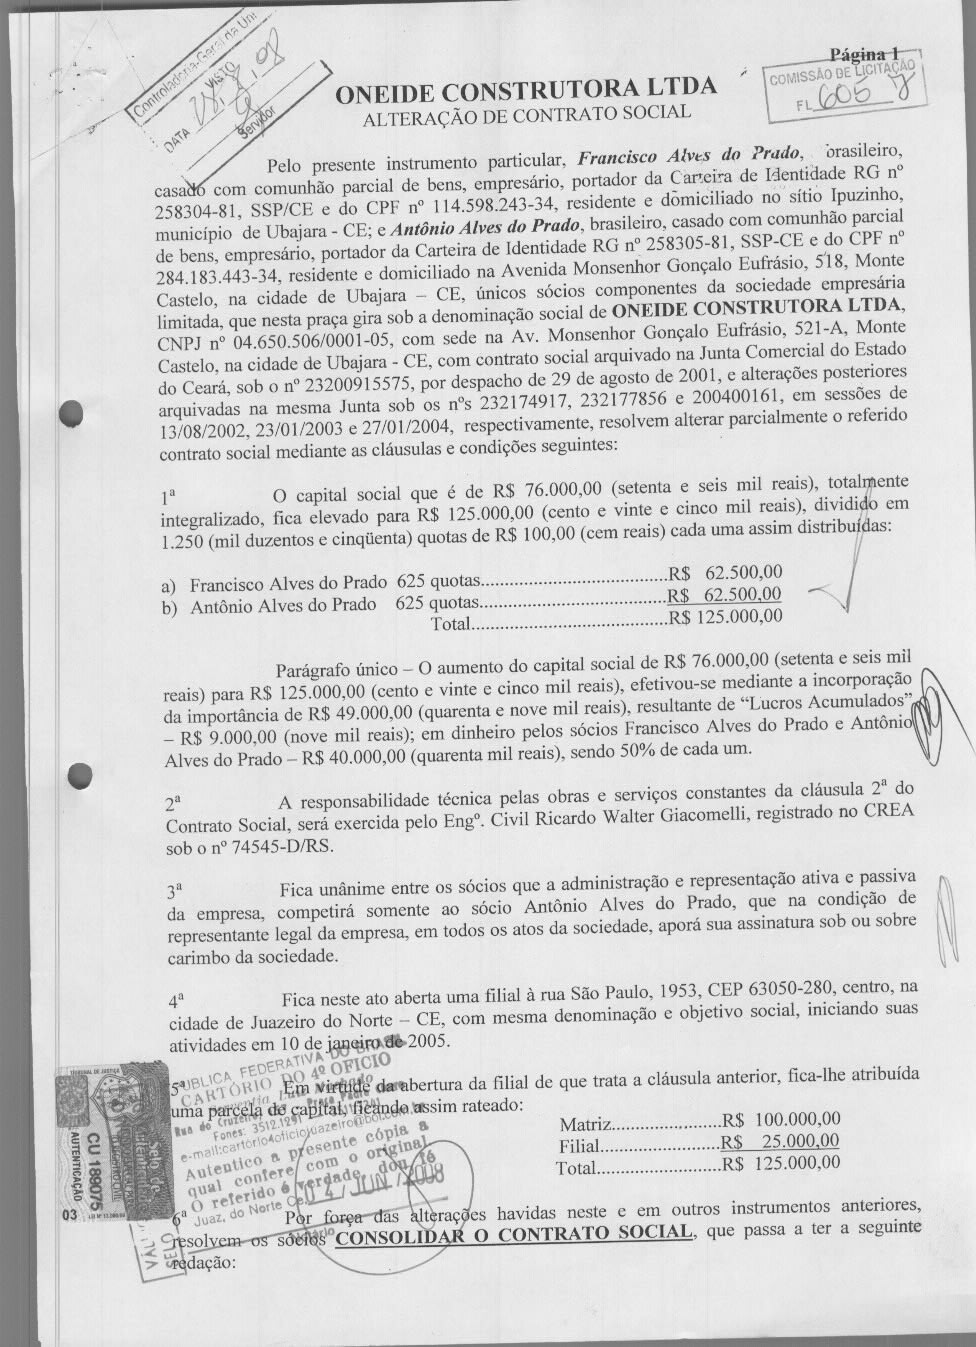 Controladoria-Geral da Uni
VISTO
DATA
Servidor
Página 1
COMISSÃO DE LICITAÇÃO
FL 605
ONEIDE CONSTRUTORA LTDA
ALTERAÇÃO DE CONTRATO SOCIAL
Pelo presente instrumento particular, Francisco Alves do Prado, brasileiro,
casado com comunhão parcial de bens, empresário, portador da Carteira de Identidade RG nº
258304-81, SSP/CE e do CPF nº 114.598.243-34, residente e domiciliado no sítio Ipuzinho,
município de Ubajara - CE; e Antônio Alves do Prado, brasileiro, casado com comunhão parcial
de bens, empresário, portador da Carteira de Identidade RG nº 258305-81, SSP-CE e do CPF nº
284.183.443-34, residente e domiciliado na Avenida Monsenhor Gonçalo Eufrásio, 518, Monte
Castelo, na cidade de Ubajara – CE, únicos sócios componentes da sociedade empresária
limitada, que nesta praça gira sob a denominação social de ONEIDE CONSTRUTORA LTDA,
CNPJ nº 04.650.506/0001-05, com sede na Av. Monsenhor Gonçalo Eufrásio, 521-A, Monte
Castelo, na cidade de Ubajara - CE, com contrato social arquivado na Junta Comercial do Estado
do Ceará, sob o nº 23200915575, por despacho de 29 de agosto de 2001, e alterações posteriores
arquivadas na mesma Junta sob os nºs 232174917, 232177856 e 200400161, em sessões de
13/08/2002, 23/01/2003 e 27/01/2004, respectivamente, resolvem alterar parcialmente o referido
contrato social mediante as cláusulas e condições seguintes:
1ª O capital social que é de R$ 76.000,00 (setenta e seis mil reais), totalmente
integralizado, fica elevado para R$ 125.000,00 (cento e vinte e cinco mil reais), dividido em
1.250 (mil duzentos e cinqüenta) quotas de R$ 100,00 (cem reais) cada uma assim distribuídas:
a) Francisco Alves do Prado 625 quotas......................................R$ 62.500,00
b) Antônio Alves do Prado 625 quotas......................................R$ 62.500,00
Total........................................R$ 125.000,00
Parágrafo único – O aumento do capital social de R$ 76.000,00 (setenta e seis mil
reais) para R$ 125.000,00 (cento e vinte e cinco mil reais), efetivou-se mediante a incorporação
da importância de R$ 49.000,00 (quarenta e nove mil reais), resultante de “Lucros Acumulados”
– R$ 9.000,00 (nove mil reais); em dinheiro pelos sócios Francisco Alves do Prado e Antônio
Alves do Prado – R$ 40.000,00 (quarenta mil reais), sendo 50% de cada um.
2ª A responsabilidade técnica pelas obras e serviços constantes da cláusula 2ª do
Contrato Social, será exercida pelo Engº. Civil Ricardo Walter Giacomelli, registrado no CREA
sob o nº 74545-D/RS.
3ª Fica unânime entre os sócios que a administração e representação ativa e passiva
da empresa, competirá somente ao sócio Antônio Alves do Prado, que na condição de
representante legal da empresa, em todos os atos da sociedade, aporá sua assinatura sob ou sobre
carimbo da sociedade.
4ª Fica neste ato aberta uma filial à rua São Paulo, 1953, CEP 63050-280, centro, na
cidade de Juazeiro do Norte – CE, com mesma denominação e objetivo social, iniciando suas
atividades em 10 de janeiro de 2005.
5ª Em virtude da abertura da filial de que trata a cláusula anterior, fica-lhe atribuída
uma parcela de capital, ficando assim rateado:
Matriz.......................R$ 100.000,00
Filial.........................R$ 25.000,00
Total..........................R$ 125.000,00
REPÚBLICA FEDERATIVA DO BRASIL
CARTÓRIO DO 4º OFICIO
e-mail:cartorio4oficiojuazeiro@bol.com.br
Autentico a presente cópia a
qual confere com o original
O referido é verdade, dou fé
Juaz. do Norte Ce. 04 JUN /2008
TRIBUNAL DE JUSTIÇA
AUTENTICAÇÃO
CU 189075
03
SELO
6ª Por força das alterações havidas neste e em outros instrumentos anteriores,
resolvem os sócios CONSOLIDAR O CONTRATO SOCIAL, que passa a ter a seguinte
redação: